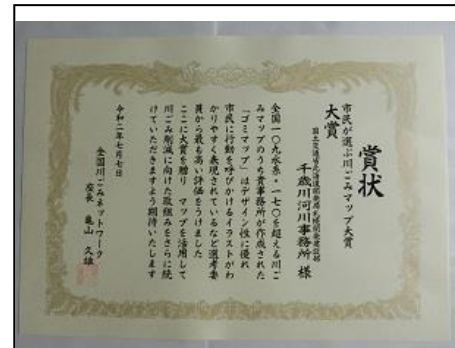 賞状
市民が選ぶ川ごみマップ大賞
大賞
国土交通省北海道開発局札幌開発建設部
千歳川河川事務所 様
全国一〇九水系・一七〇を超える川ご
みマップのうち貴事務所が作成された
「ゴミマップ」はデザイン性に優れ
市民に行動を呼びかけるイラストがわ
かりやすく表現されているなど選考委
員から最も高い評価をうけました
ここに大賞を贈り マップを活用して
川ごみ削減に向けた取組みをさらに続
けていただきますよう期待いたします
令和二年七月七日
全国川ごみネットワーク
座長 亀山 久雄